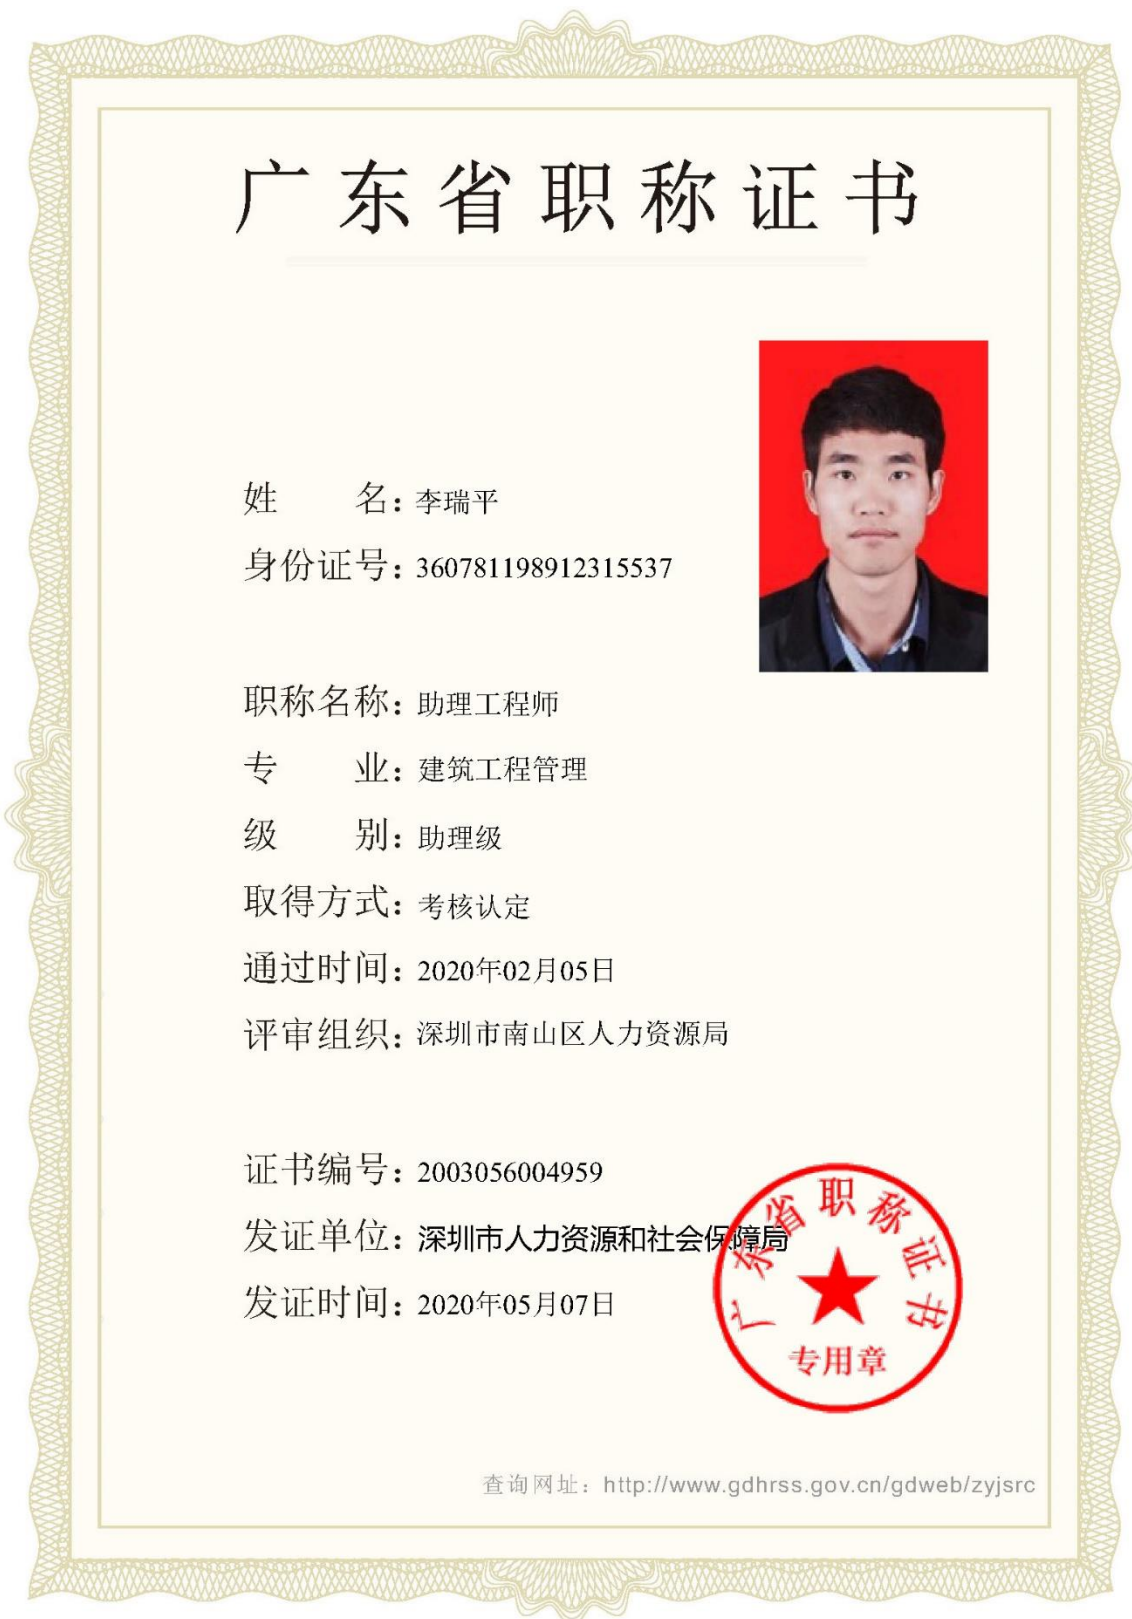 广东省职称证书
姓名：李瑞平
身份证号：360781198912315537
职称名称：助理工程师
专业：建筑工程管理
级别：助理级
取得方式：考核认定
通过时间：2020年02月05日
评审组织：深圳市南山区人力资源局
证书编号：2003056004959
发证单位：深圳市人力资源和社会保障局
发证时间：2020年05月07日
广东省职称证书
专用章
查询网址：http://www.gdhrss.gov.cn/gdweb/zyjsrc